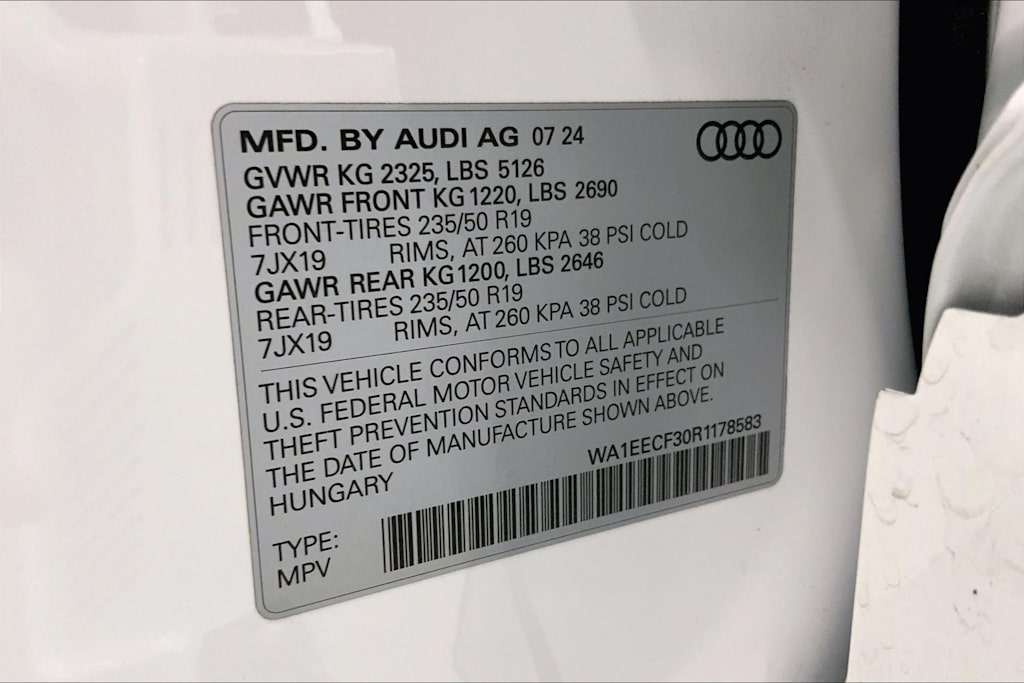 MFD. BY AUDI AG 07 24
GVWR KG 2325, LBS 5126
GAWR FRONT KG 1220, LBS 2690
FRONT-TIRES 235/50 R19
7JX19 RIMS, AT 260 KPA 38 PSI COLD
GAWR REAR KG 1200, LBS 2646
REAR-TIRES 235/50 R19
7JX19 RIMS, AT 260 KPA 38 PSI COLD
THIS VEHICLE CONFORMS TO ALL APPLICABLE
U.S. FEDERAL MOTOR VEHICLE SAFETY AND
THEFT PREVENTION STANDARDS IN EFFECT ON
THE DATE OF MANUFACTURE SHOWN ABOVE.
HUNGARY WA1EECF30R1178583
TYPE:
MPV